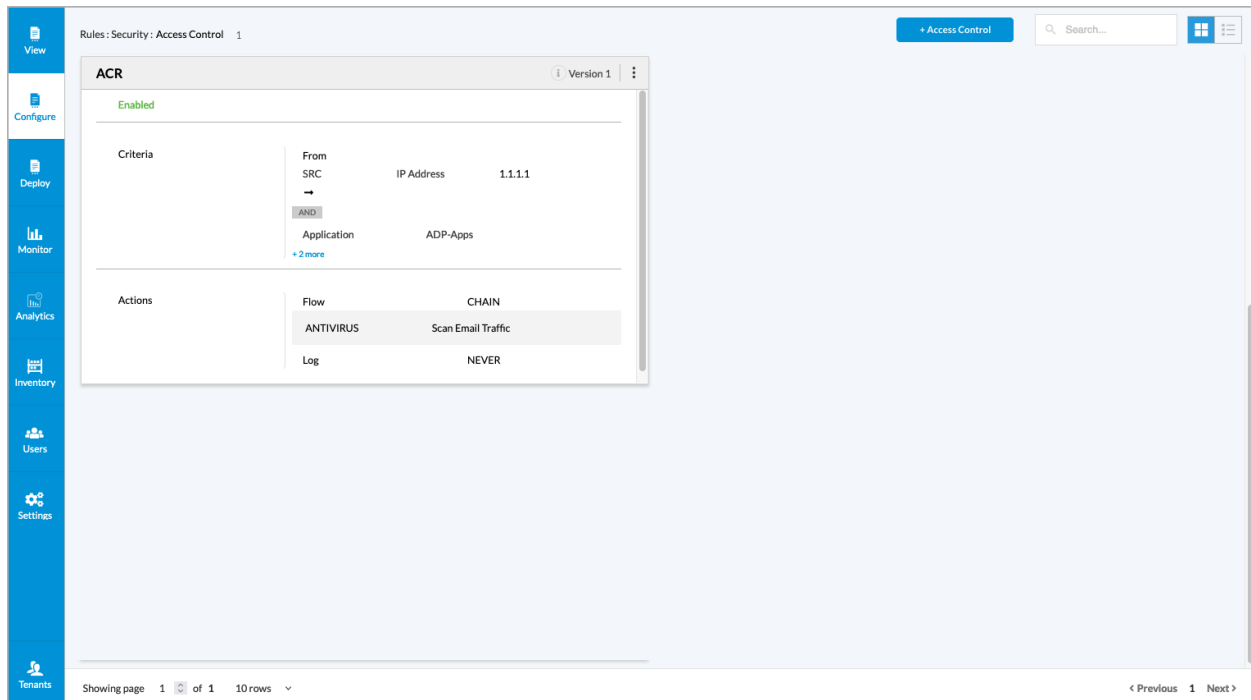 View
Configure
Deploy
Monitor
Analytics
Inventory
Users
Settings
Tenants
Rules : Security : Access Control 1
+ Access Control
Search...
ACR
i Version 1
Enabled
Criteria
From
SRC IP Address 1.1.1.1
→
AND
Application ADP-Apps
+ 2 more
Actions
Flow CHAIN
ANTIVIRUS Scan Email Traffic
Log NEVER
Showing page 1 of 1 10 rows
< Previous 1 Next >